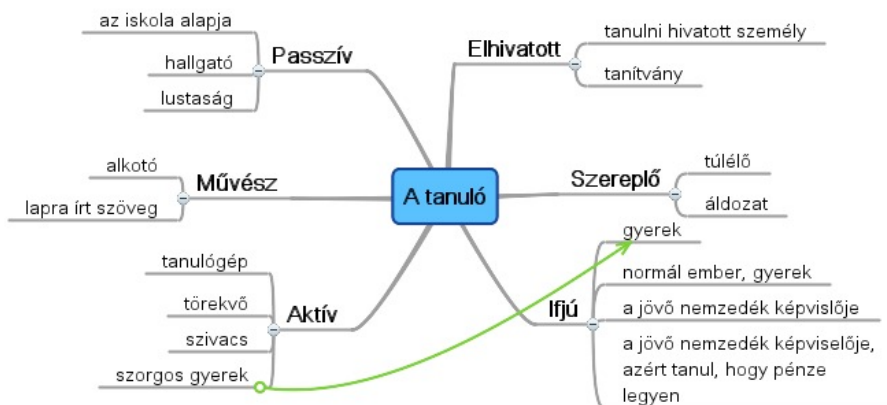 az iskola alapja
hallgató
lustaság
Passzív
Elhivatott
tanulni hivatott személy
tanítvány
alkotó
lapra írt szöveg
Művész
A tanuló
Szereplő
túlélő
áldozat
tanulógép
törekvő
szivacs
szorgos gyerek
Aktív
Ifjú
gyerek
normál ember, gyerek
a jövő nemzedék képvislője
a jövő nemzedék képviselője,
azért tanul, hogy pénze
legyen